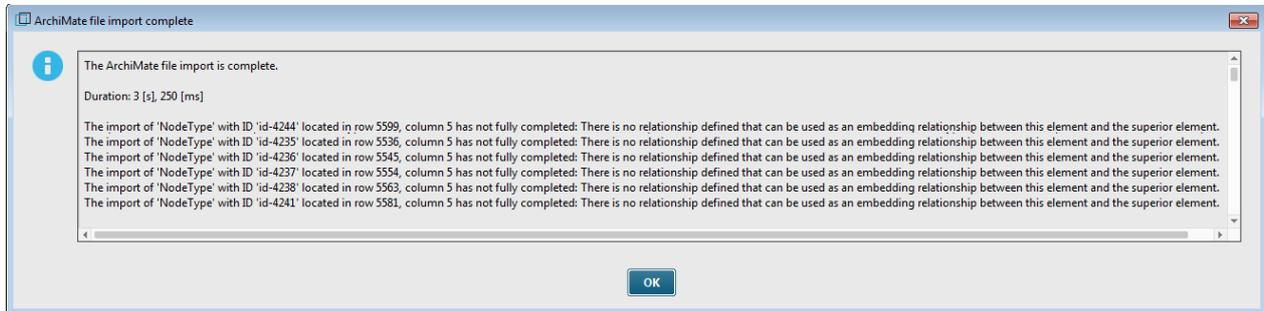 ArchiMate file import complete
The ArchiMate file import is complete.
Duration: 3 [s], 250 [ms]
The import of 'NodeType' with ID 'id-4244' located in row 5599, column 5 has not fully completed: There is no relationship defined that can be used as an embedding relationship between this element and the superior element.
The import of 'NodeType' with ID 'id-4235' located in row 5536, column 5 has not fully completed: There is no relationship defined that can be used as an embedding relationship between this element and the superior element.
The import of 'NodeType' with ID 'id-4236' located in row 5545, column 5 has not fully completed: There is no relationship defined that can be used as an embedding relationship between this element and the superior element.
The import of 'NodeType' with ID 'id-4237' located in row 5554, column 5 has not fully completed: There is no relationship defined that can be used as an embedding relationship between this element and the superior element.
The import of 'NodeType' with ID 'id-4238' located in row 5563, column 5 has not fully completed: There is no relationship defined that can be used as an embedding relationship between this element and the superior element.
The import of 'NodeType' with ID 'id-4241' located in row 5581, column 5 has not fully completed: There is no relationship defined that can be used as an embedding relationship between this element and the superior element.
OK